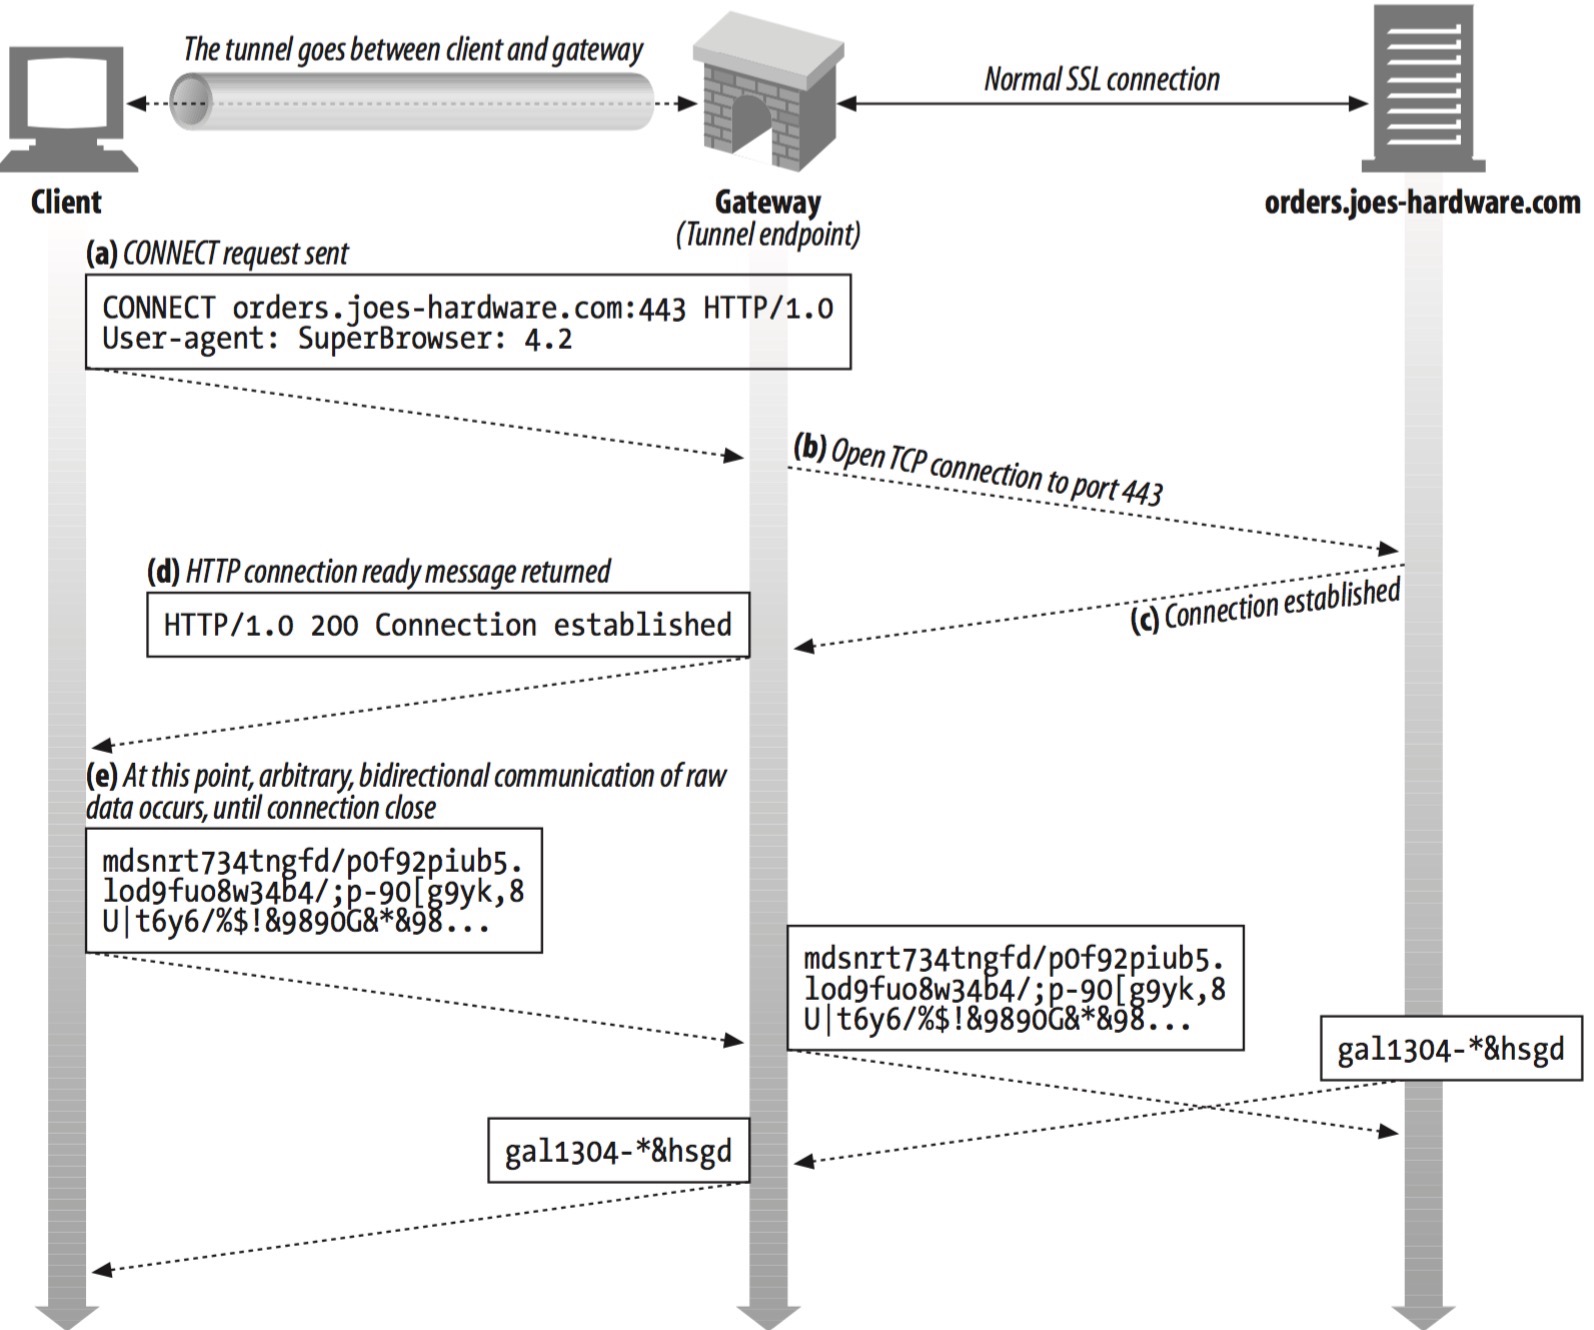 The tunnel goes between client and gateway
Normal SSL connection
Client
Gateway
(Tunnel endpoint)
orders.joes-hardware.com
(a) CONNECT request sent
CONNECT orders.joes-hardware.com:443 HTTP/1.0
User-agent: SuperBrowser: 4.2
(b) Open TCP connection to port 443
(c) Connection established
(d) HTTP connection ready message returned
HTTP/1.0 200 Connection established
(e) At this point, arbitrary, bidirectional communication of raw
data occurs, until connection close
mdsnrt734tngfd/p0f92piub5.
lod9fuo8w34b4/;p-90[g9yk,8
U|t6y6/%$!&9890G&*&98...
mdsnrt734tngfd/p0f92piub5.
lod9fuo8w34b4/;p-90[g9yk,8
U|t6y6/%$!&9890G&*&98...
gal1304-*&hsgd
gal1304-*&hsgd